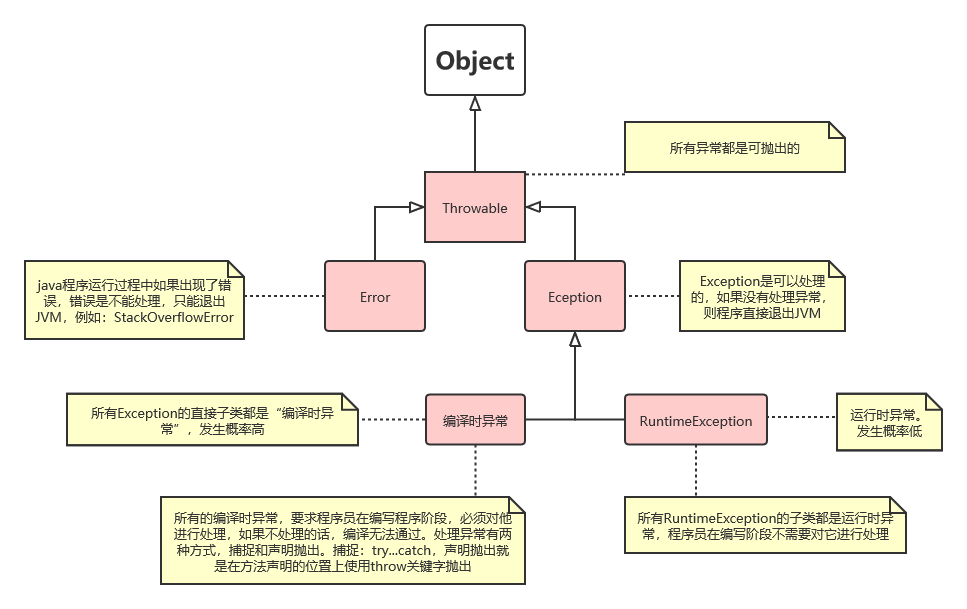 Object
所有异常都是可抛出的
Throwable
java程序运行过程中如果出现了错
误，错误是不能处理，只能退出
JVM，例如：StackOverflowError
Error
Eception
Exception是可以处理
的，如果没有处理异常，
则程序直接退出JVM
所有Exception的直接子类都是“编译时异
常”，发生概率高
编译时异常
RuntimeException
运行时异常。
发生概率低
所有的编译时异常，要求程序员在编写程序阶段，必须对他
进行处理，如果不处理的话，编译无法通过。处理异常有两
种方式，捕捉和声明抛出。捕捉：try...catch，声明抛出就
是在方法声明的位置上使用throw关键字抛出
所有RuntimeException的子类都是运行时异
常，程序员在编写阶段不需要对它进行处理